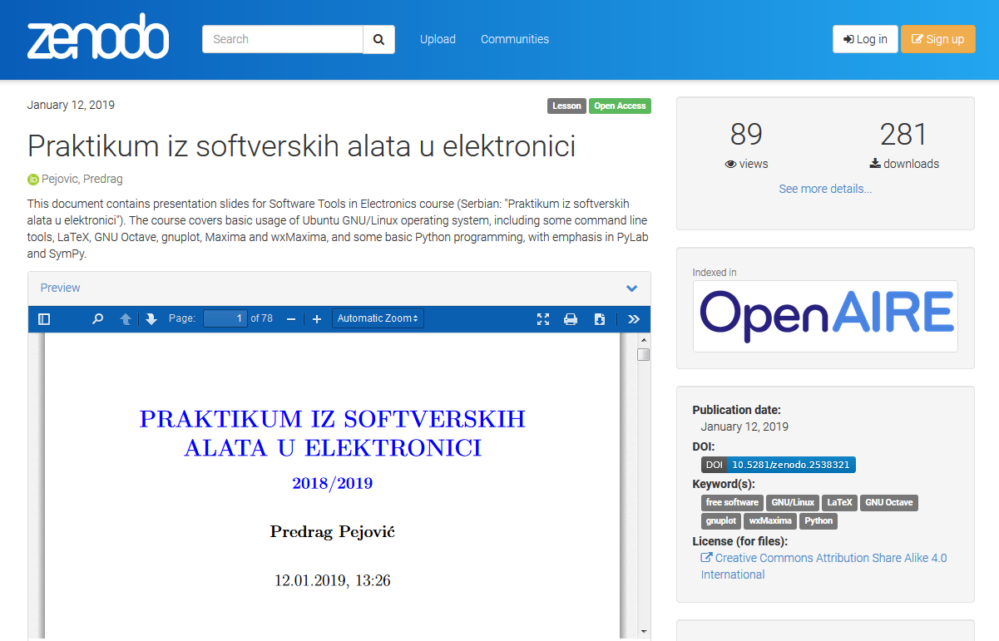 zenodo
Search
Upload
Communities
Log in
Sign up
January 12, 2019
Lesson
Open Access
Praktikum iz softverskih alata u elektronici
iD Pejovic, Predrag
This document contains presentation slides for Software Tools in Electronics course (Serbian: "Praktikum iz softverskih
alata u elektronici"). The course covers basic usage of Ubuntu GNU/Linux operating system, including some command line
tools, LaTeX, GNU Octave, gnuplot, Maxima and wxMaxima, and some basic Python programming, with emphasis in PyLab
and SymPy.
Preview
Page: 1 of 78
Automatic Zoom
PRAKTIKUM IZ SOFTVERSKIH
ALATA U ELEKTRONICI
2018/2019
Predrag Pejović
12.01.2019, 13:26
89
views
281
downloads
See more details...
Indexed in
OpenAIRE
Publication date:
January 12, 2019
DOI:
DOI 10.5281/zenodo.2538321
Keyword(s):
free software GNU/Linux LaTeX GNU Octave
gnuplot wxMaxima Python
License (for files):
Creative Commons Attribution Share Alike 4.0
International